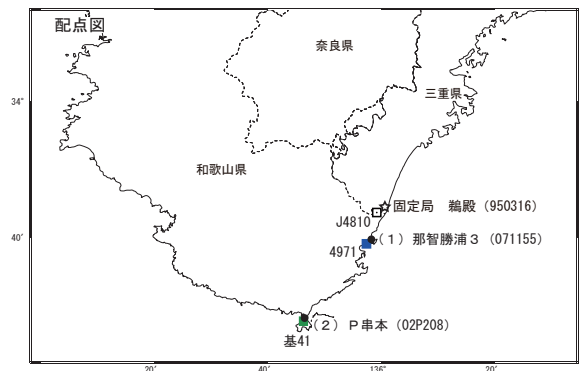 配点図
奈良県
三重県
34°
和歌山県
固定局 鵜殿 (950316)
J4810
40′
(1) 那智勝浦3 (071155)
4971
(2) P串本 (02P208)
基41
20′
40′
136°
20′